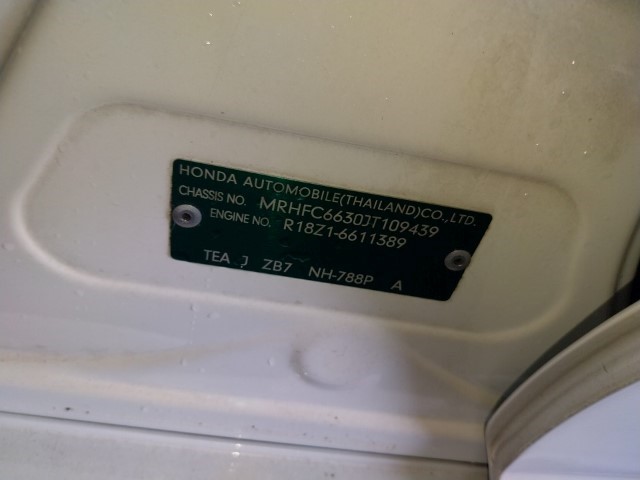 HONDA AUTOMOBILE(THAILAND)CO.,LTD.
CHASSIS NO. MRHFC6630JT109439
ENGINE NO. R18Z1-6611389
TEA J ZB7 NH-788P A